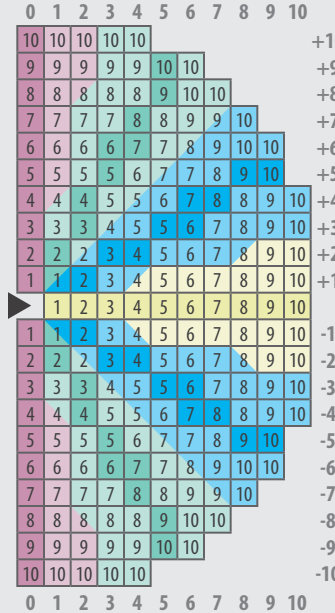 0 1 2 3 4 5 6 7 8 9 10
10 10 10 10 10 +1
9 9 9 9 9 10 10 +9
8 8 8 8 8 9 10 10 +8
7 7 7 7 8 8 9 9 10 +7
6 6 6 6 7 7 8 9 10 10 +6
5 5 5 5 6 7 7 8 9 10 +5
4 4 4 5 5 6 7 8 8 9 10 +4
3 3 3 4 5 5 6 7 8 9 10 +3
2 2 2 3 4 5 6 7 8 9 10 +2
1 1 2 3 4 5 6 7 8 9 10 +1
1 2 3 4 5 6 7 8 9 10
1 1 2 3 4 5 6 7 8 9 10 -1
2 2 2 3 4 5 6 7 8 9 10 -2
3 3 3 4 5 5 6 7 8 9 10 -3
4 4 4 5 5 6 7 8 8 9 10 -4
5 5 5 5 6 7 7 8 9 10 -5
6 6 6 6 7 7 8 9 10 10 -6
7 7 7 7 8 8 9 9 10 -7
8 8 8 8 8 9 10 10 -8
9 9 9 9 9 10 10 -9
10 10 10 10 10 -10
0 1 2 3 4 5 6 7 8 9 10